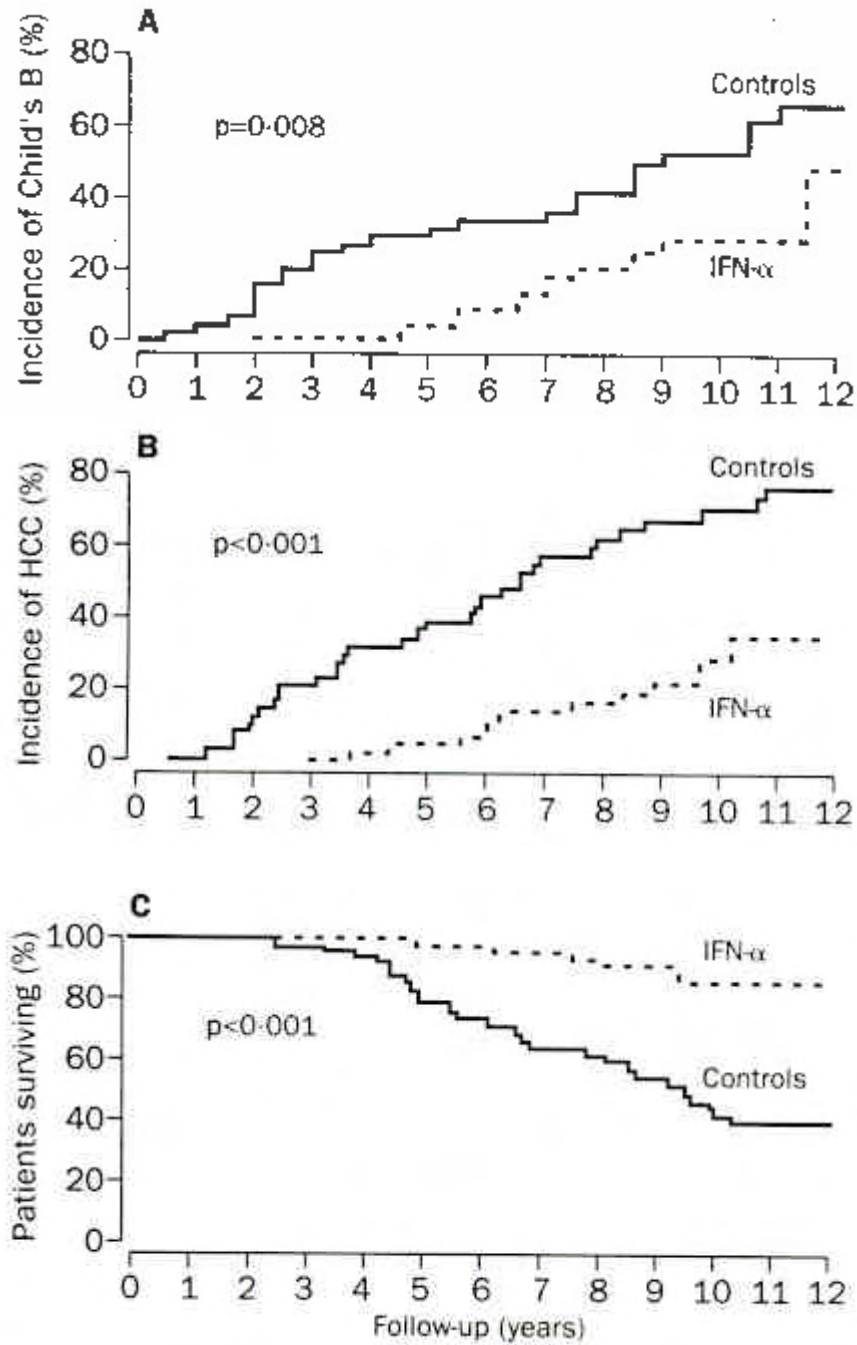 A
Incidence of Child's B (%)
80
60
40
20
0
p=0·008
Controls
IFN-α
0 1 2 3 4 5 6 7 8 9 10 11 12
B
Incidence of HCC (%)
80
60
40
20
0
p<0·001
Controls
IFN-α
0 1 2 3 4 5 6 7 8 9 10 11 12
C
Patients surviving (%)
100
80
60
40
20
0
p<0·001
IFN-α
Controls
0 1 2 3 4 5 6 7 8 9 10 11 12
Follow-up (years)